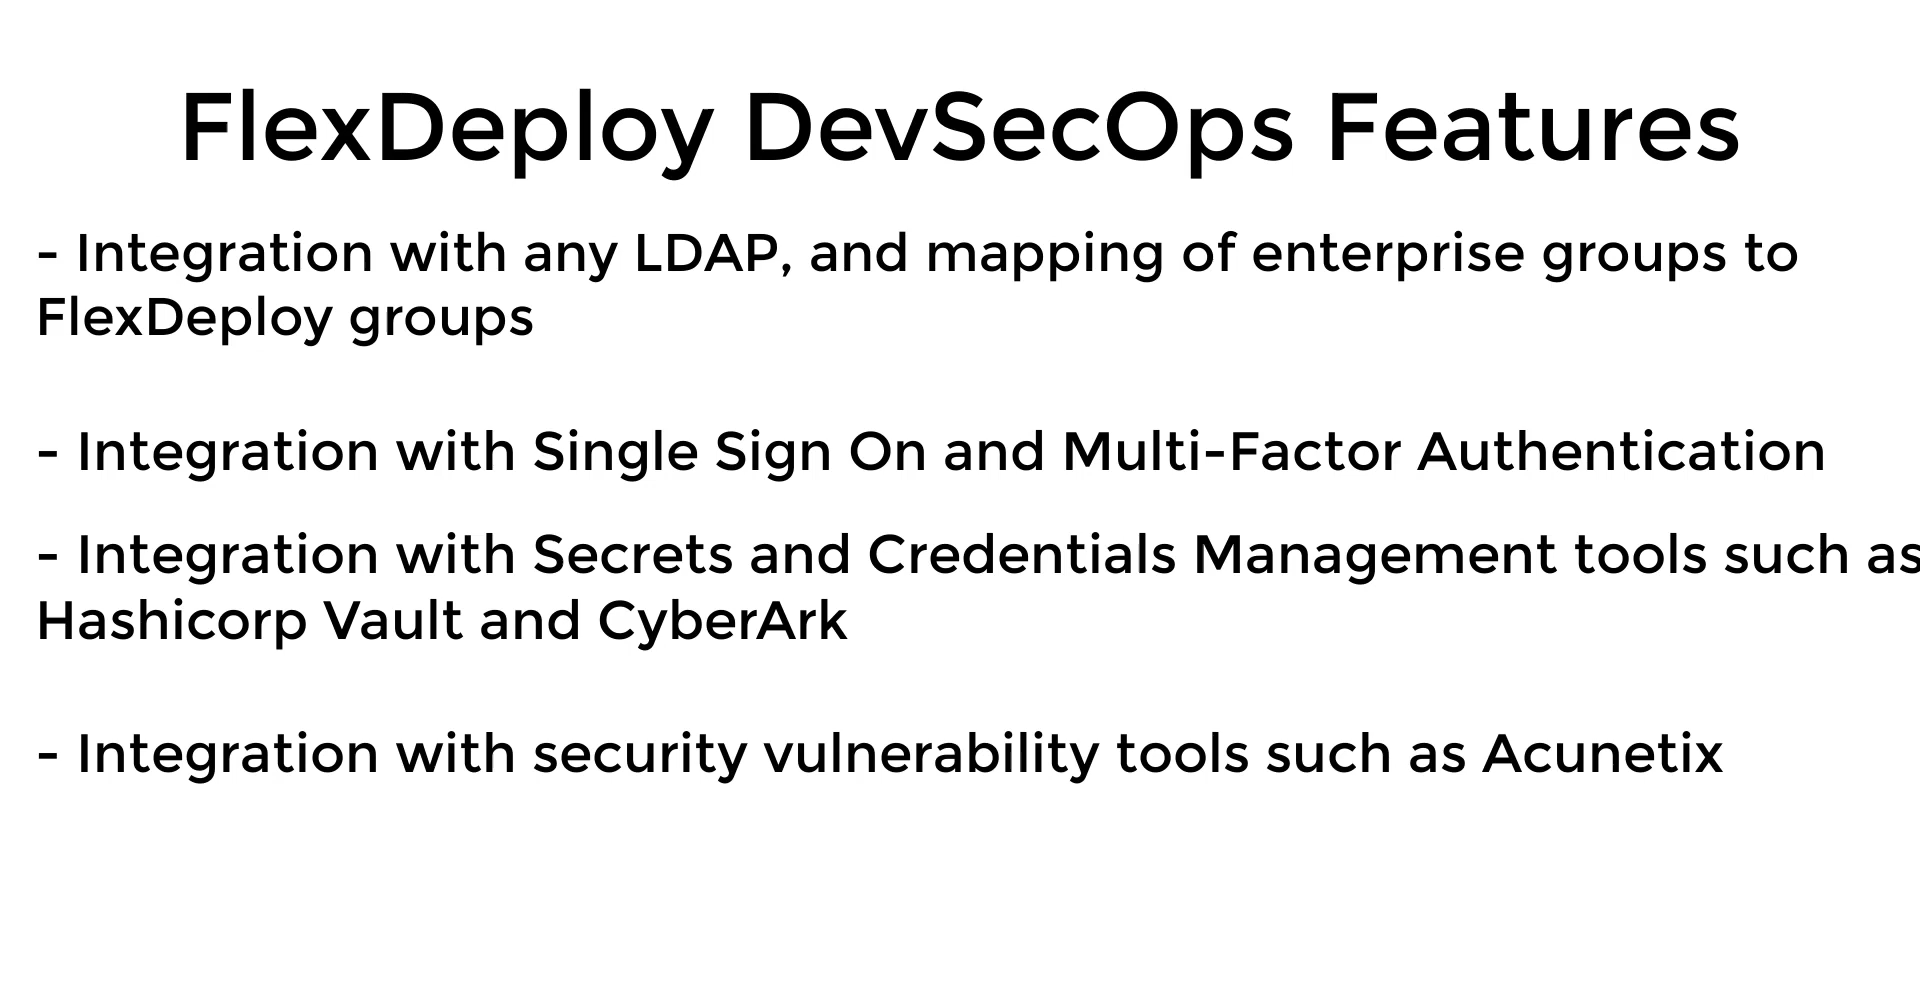 FlexDeploy DevSecOps Features
- Integration with any LDAP, and mapping of enterprise groups to
FlexDeploy groups
- Integration with Single Sign On and Multi-Factor Authentication
- Integration with Secrets and Credentials Management tools such as
Hashicorp Vault and CyberArk
- Integration with security vulnerability tools such as Acunetix